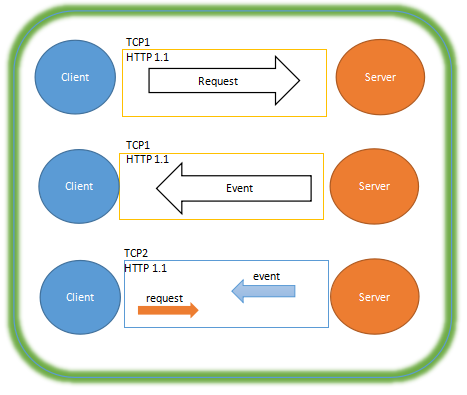 TCP1
HTTP 1.1
Client
Request
Server
TCP1
HTTP 1.1
Client
Event
Server
TCP2
HTTP 1.1
event
Client
request
Server